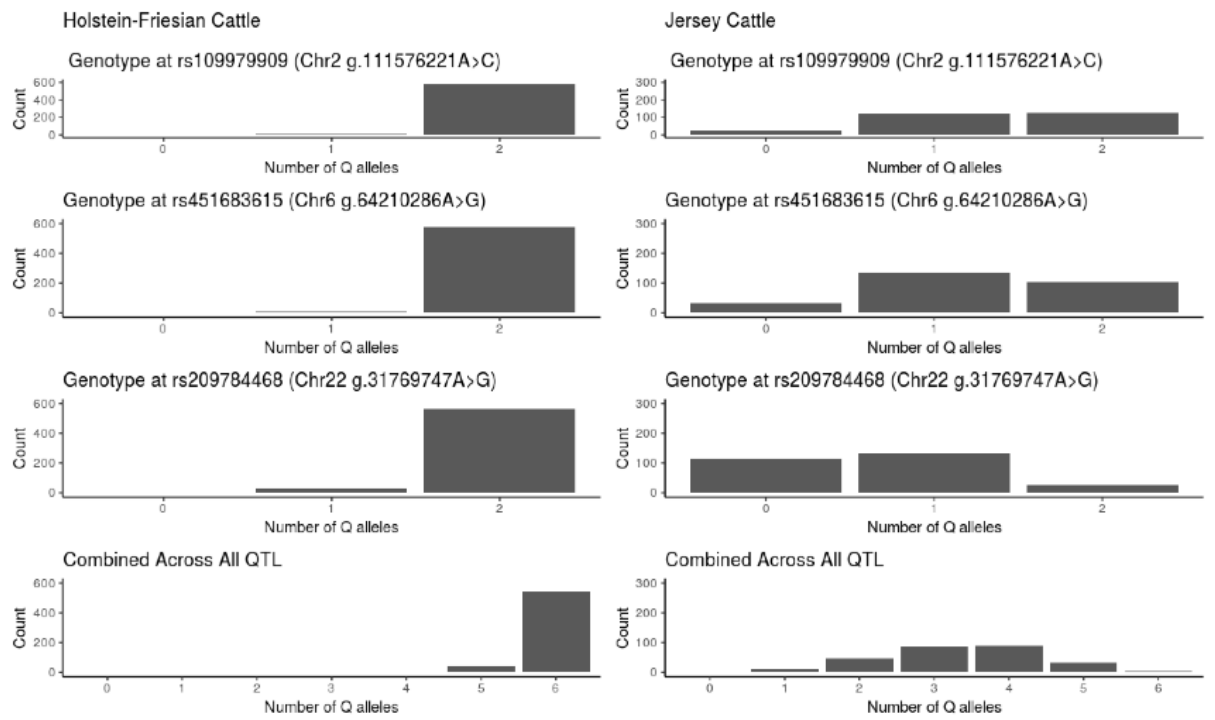 Holstein-Friesian Cattle
Genotype at rs109979909 (Chr2 g.111576221A>C)
Count
600
400
200
0
0 1 2
Number of Q alleles
Genotype at rs451683615 (Chr6 g.64210286A>G)
Count
600
400
200
0
0 1 2
Number of Q alleles
Genotype at rs209784468 (Chr22 g.31769747A>G)
Count
600
400
200
0
0 1 2
Number of Q alleles
Combined Across All QTL
Count
600
400
200
0
0 1 2 3 4 5 6
Number of Q alleles
Jersey Cattle
Genotype at rs109979909 (Chr2 g.111576221A>C)
Count
300
200
100
0
0 1 2
Number of Q alleles
Genotype at rs451683615 (Chr6 g.64210286A>G)
Count
300
200
100
0
0 1 2
Number of Q alleles
Genotype at rs209784468 (Chr22 g.31769747A>G)
Count
300
200
100
0
0 1 2
Number of Q alleles
Combined Across All QTL
Count
300
200
100
0
0 1 2 3 4 5 6
Number of Q alleles